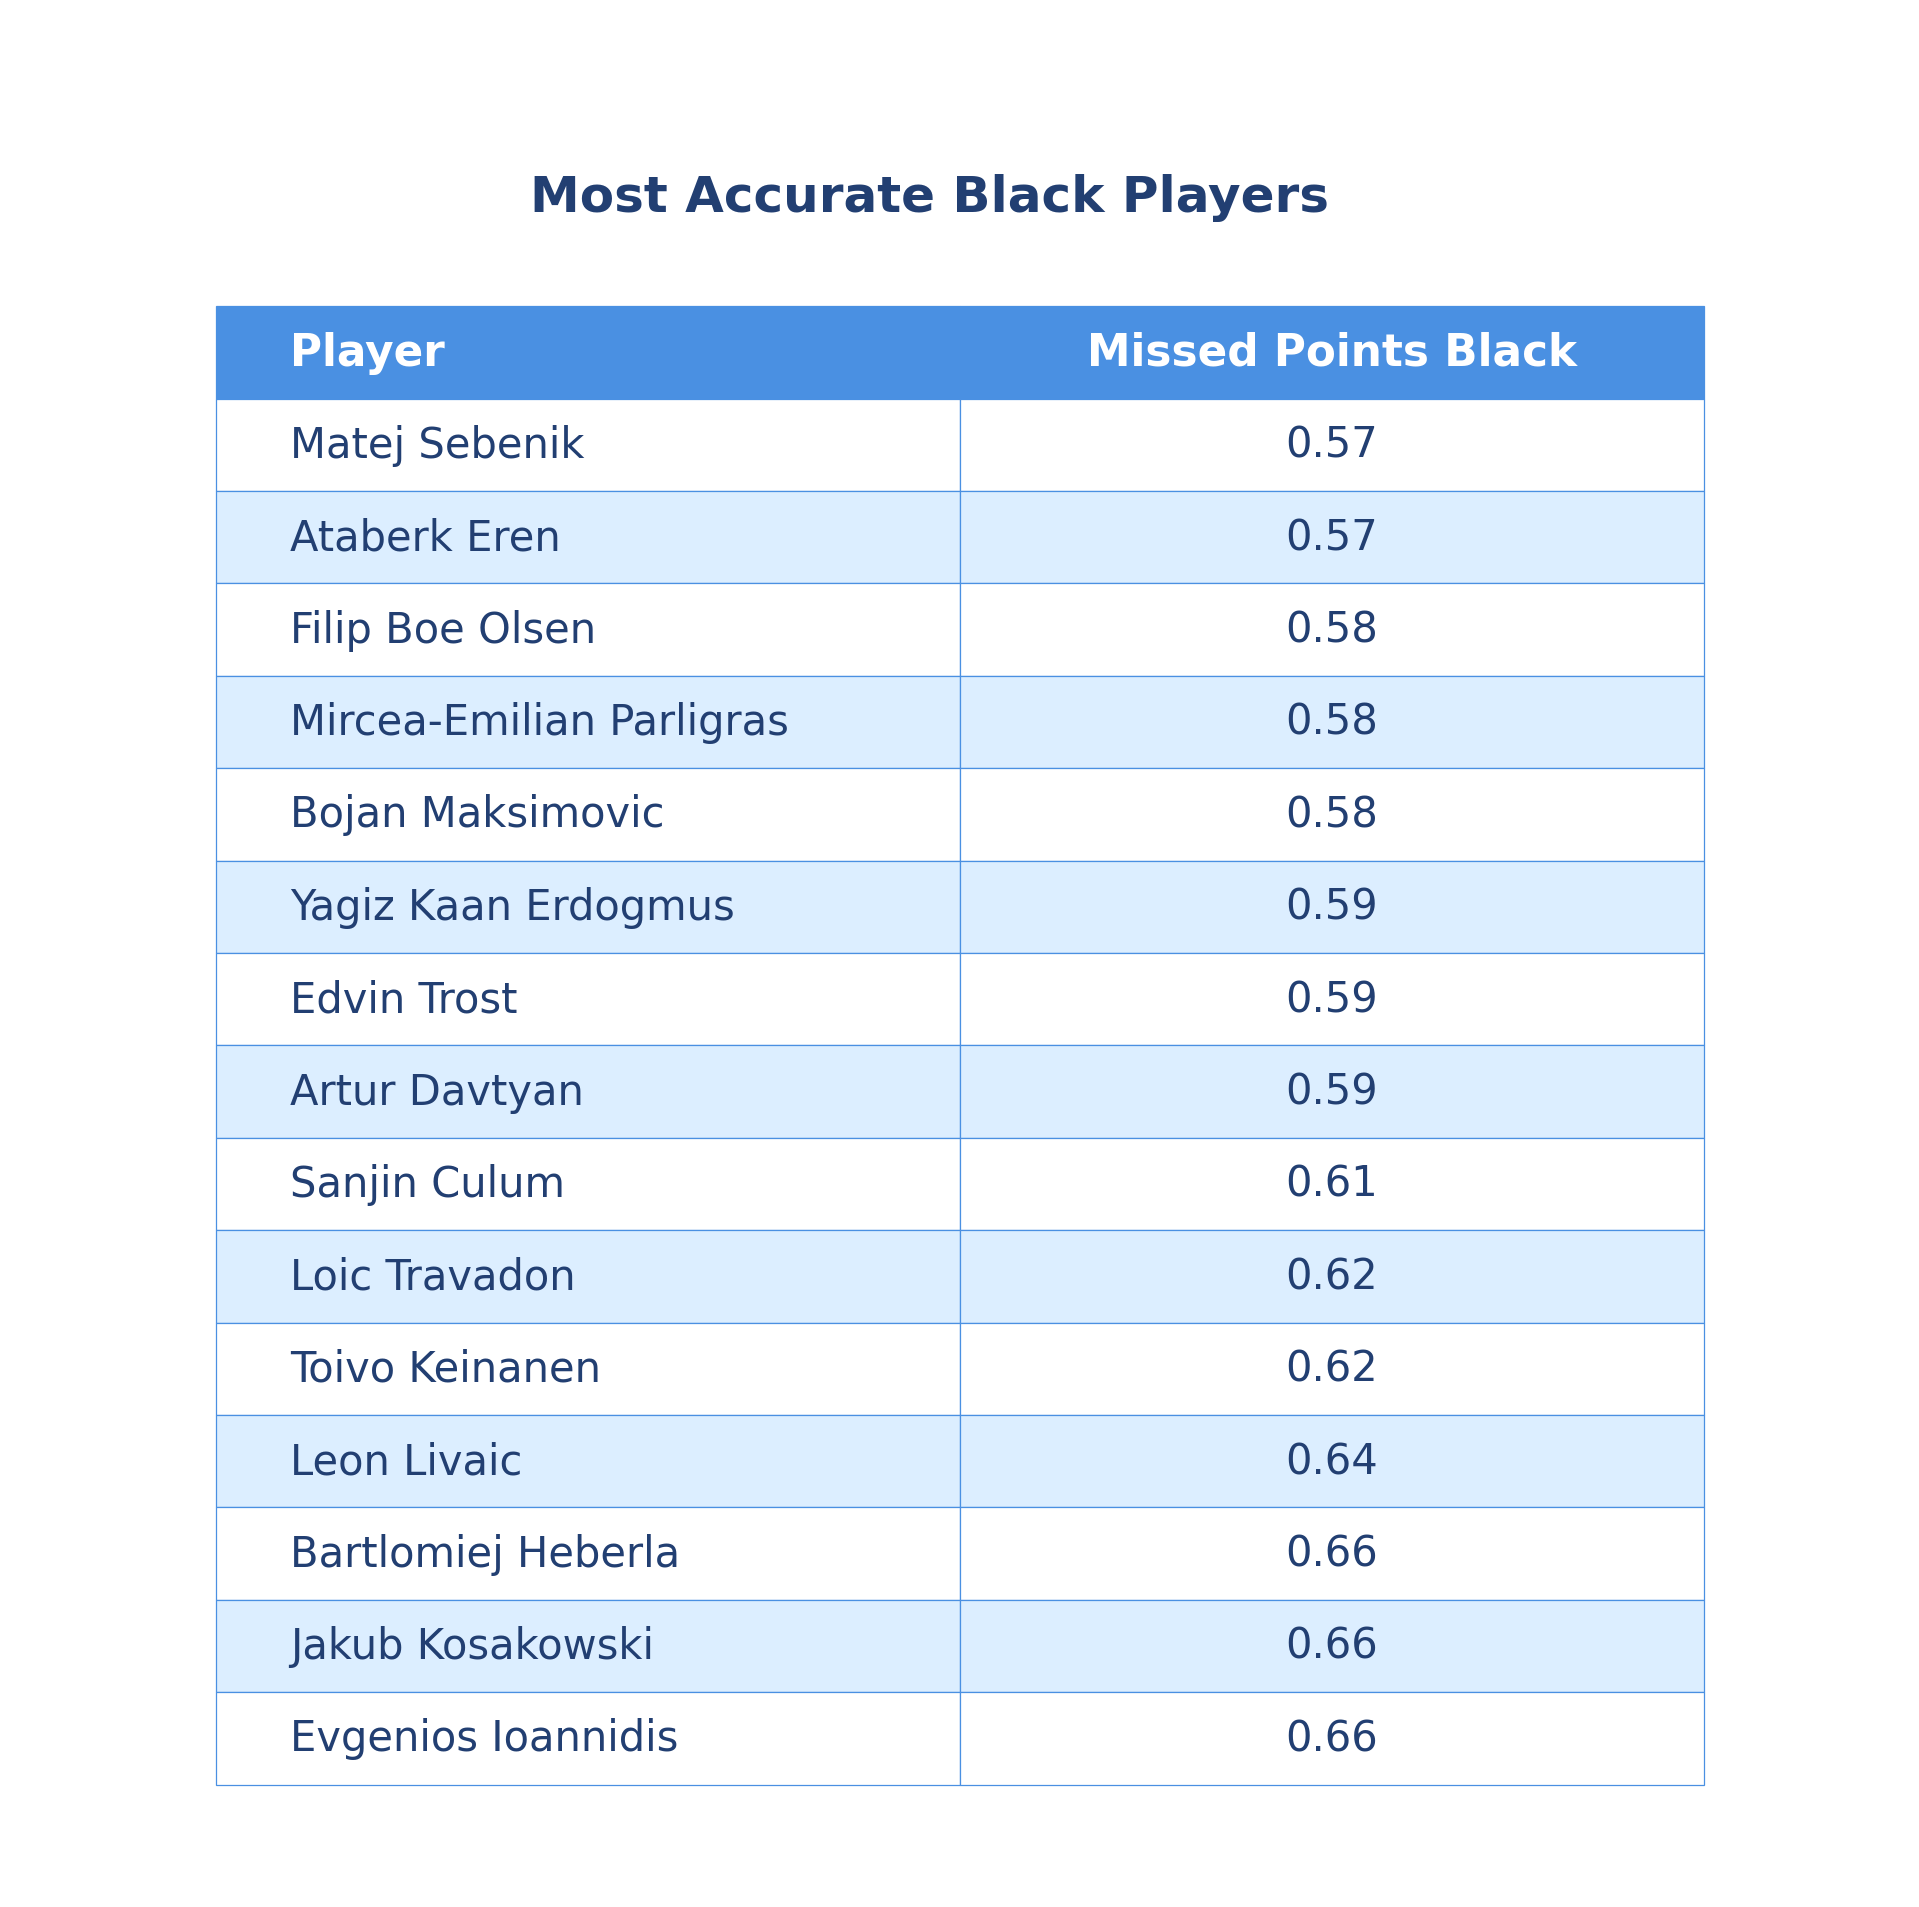 Most Accurate Black Players
Player Missed Points Black
Matej Sebenik 0.57
Ataberk Eren 0.57
Filip Boe Olsen 0.58
Mircea-Emilian Parligras 0.58
Bojan Maksimovic 0.58
Yagiz Kaan Erdogmus 0.59
Edvin Trost 0.59
Artur Davtyan 0.59
Sanjin Culum 0.61
Loic Travadon 0.62
Toivo Keinanen 0.62
Leon Livaic 0.64
Bartlomiej Heberla 0.66
Jakub Kosakowski 0.66
Evgenios Ioannidis 0.66